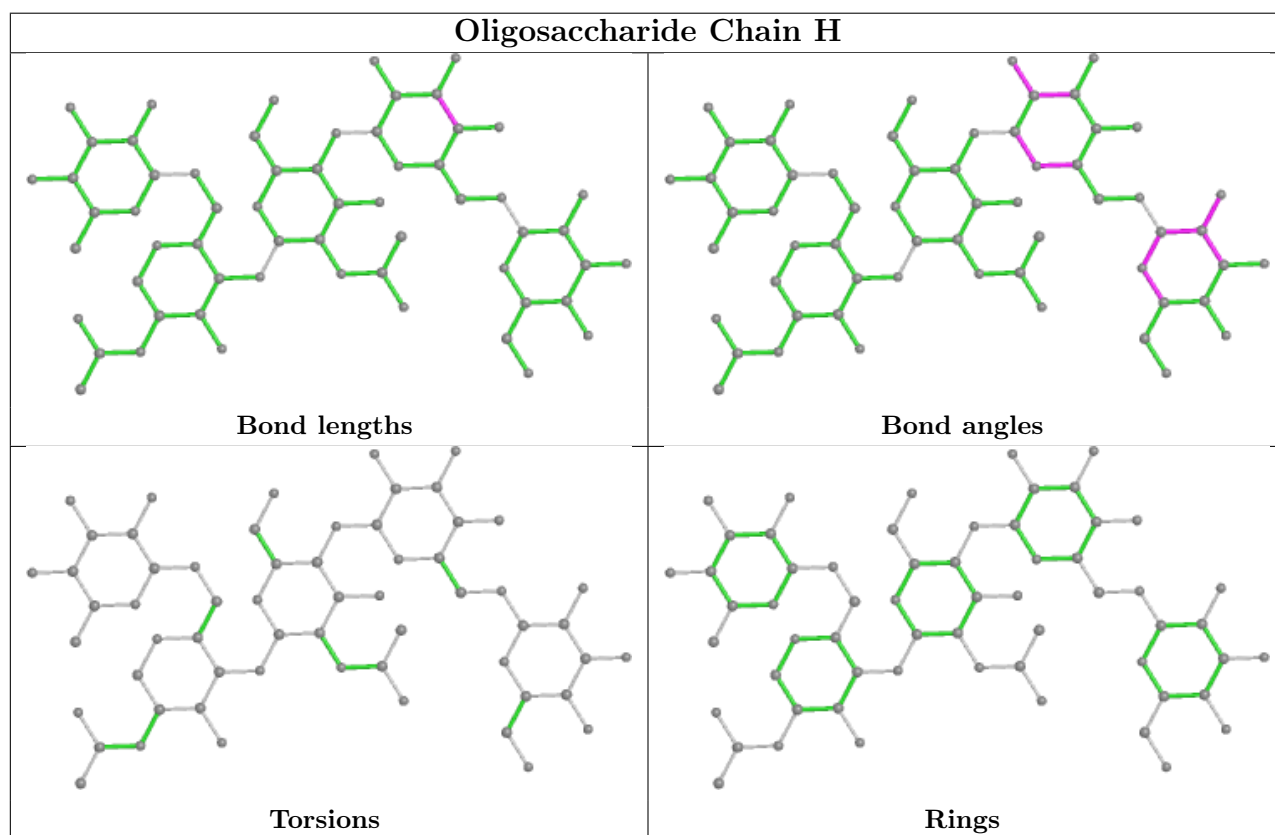 Oligosaccharide Chain H
Bond lengths
Bond angles
Torsions
Rings